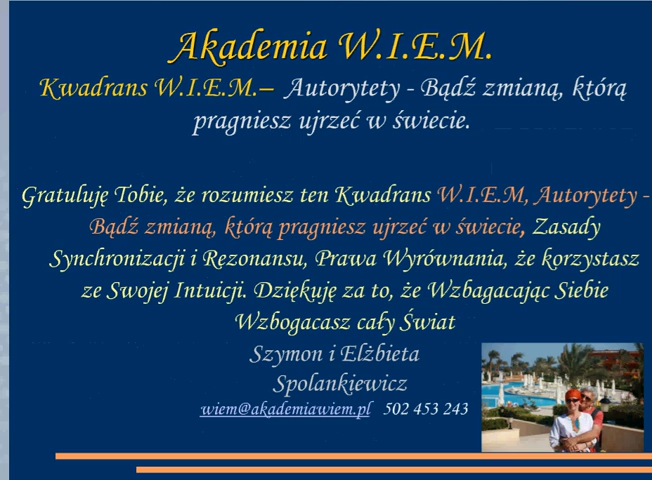 Akademia W.I.E.M.
Kwadrans W.I.E.M.– Autorytety - Bądź zmianą, którą
pragniesz ujrzeć w świecie.
Gratuluję Tobie, że rozumiesz ten Kwadrans W.I.E.M, Autorytety -
Bądź zmianą, którą pragniesz ujrzeć w świecie, Zasady
Synchronizacji i Rezonansu, Prawa Wyrównania, że korzystasz
ze Swojej Intuicji. Dziękuję za to, że Wzbagacając Siebie
Wzbogacasz cały Świat
Szymon i Elżbieta
Spolankiewicz
wiem@akademiawiem.pl 502 453 243